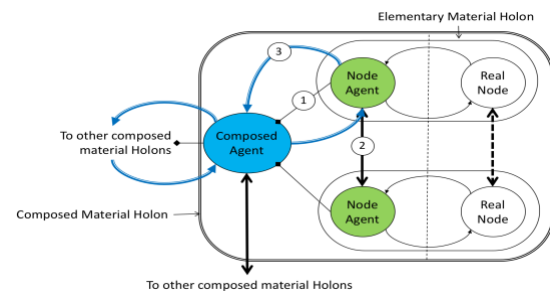 Elementary Material Holon
3
Node
Agent
Real
Node
1
To other composed
material Holons
Composed
Agent
2
Composed Material Holon
Node
Agent
Real
Node
To other composed material Holons